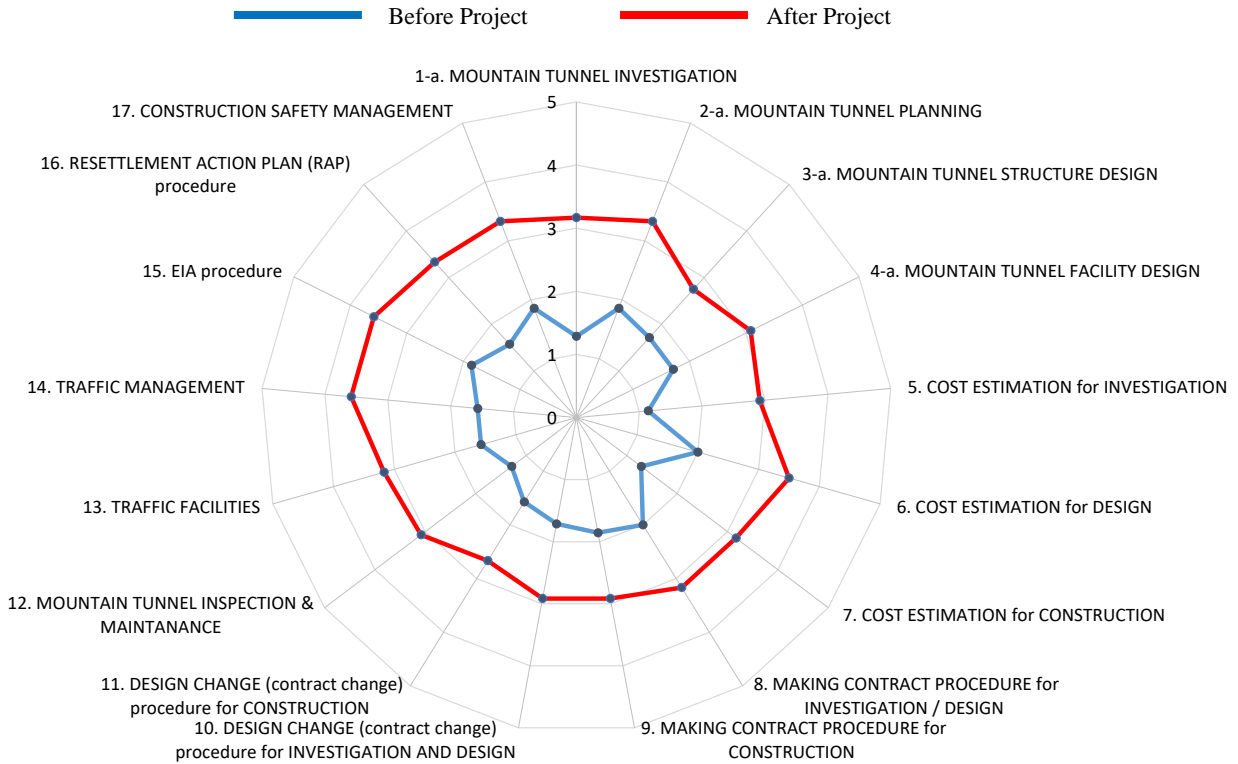 Before Project
After Project
1-a. MOUNTAIN TUNNEL INVESTIGATION
2-a. MOUNTAIN TUNNEL PLANNING
3-a. MOUNTAIN TUNNEL STRUCTURE DESIGN
4-a. MOUNTAIN TUNNEL FACILITY DESIGN
5. COST ESTIMATION for INVESTIGATION
6. COST ESTIMATION for DESIGN
7. COST ESTIMATION for CONSTRUCTION
8. MAKING CONTRACT PROCEDURE for
INVESTIGATION / DESIGN
9. MAKING CONTRACT PROCEDURE for
CONSTRUCTION
10. DESIGN CHANGE (contract change)
procedure for INVESTIGATION AND DESIGN
11. DESIGN CHANGE (contract change)
procedure for CONSTRUCTION
12. MOUNTAIN TUNNEL INSPECTION &
MAINTANANCE
13. TRAFFIC FACILITIES
14. TRAFFIC MANAGEMENT
15. EIA procedure
16. RESETTLEMENT ACTION PLAN (RAP)
procedure
17. CONSTRUCTION SAFETY MANAGEMENT
5
4
3
2
1
0